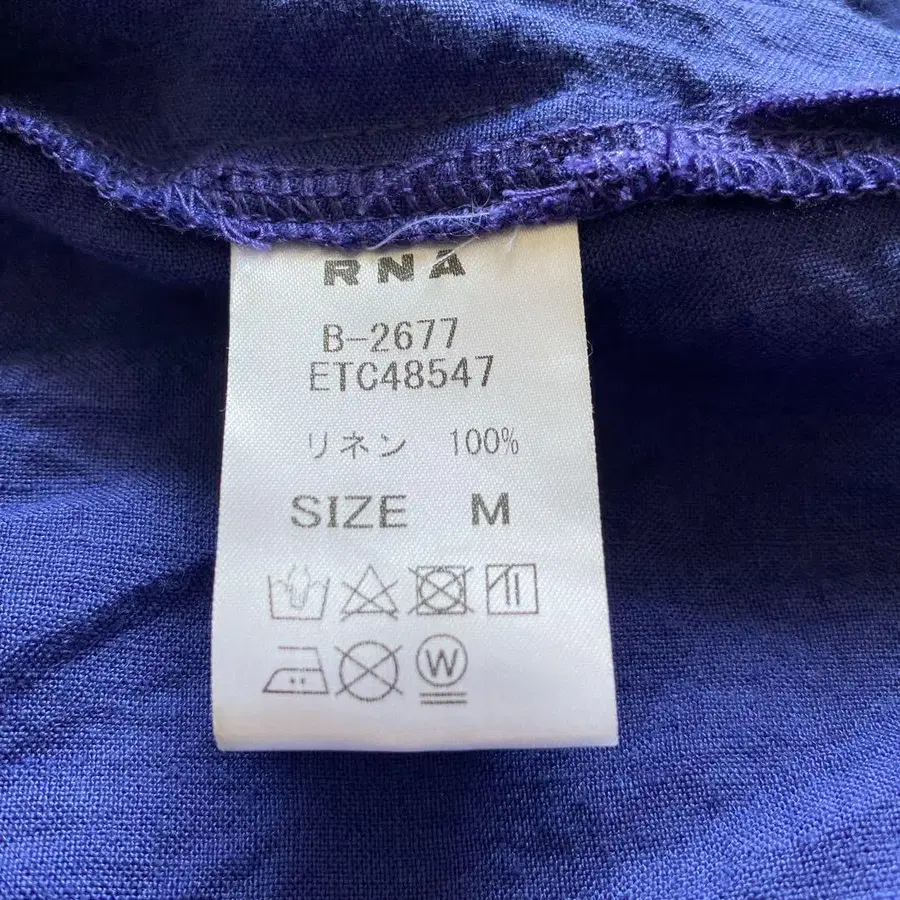 RNA
B-2677
ETC48547
リネン 100%
SIZE M
W